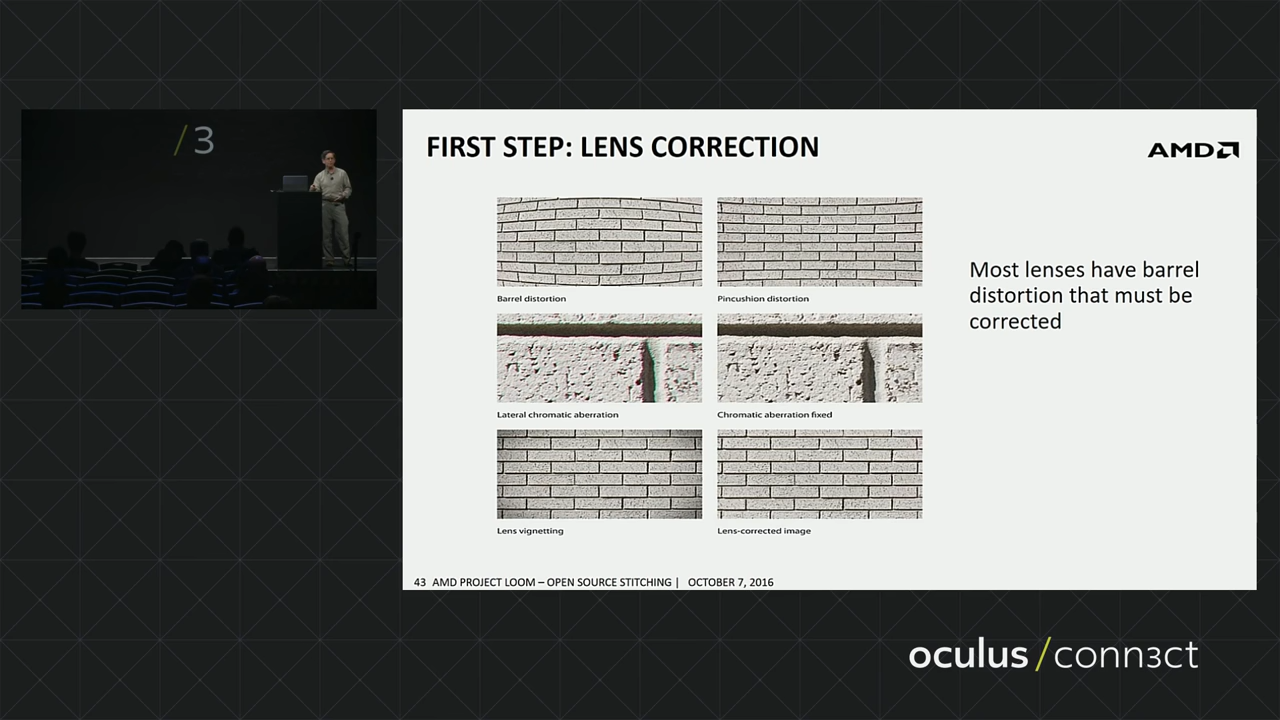 /3
FIRST STEP: LENS CORRECTION
AMD
Barrel distortion
Pincushion distortion
Most lenses have barrel
distortion that must be
corrected
Lateral chromatic aberration
Chromatic aberration fixed
Lens vignetting
Lens-corrected image
43 AMD PROJECT LOOM – OPEN SOURCE STITCHING | OCTOBER 7, 2016
oculus /conn3ct